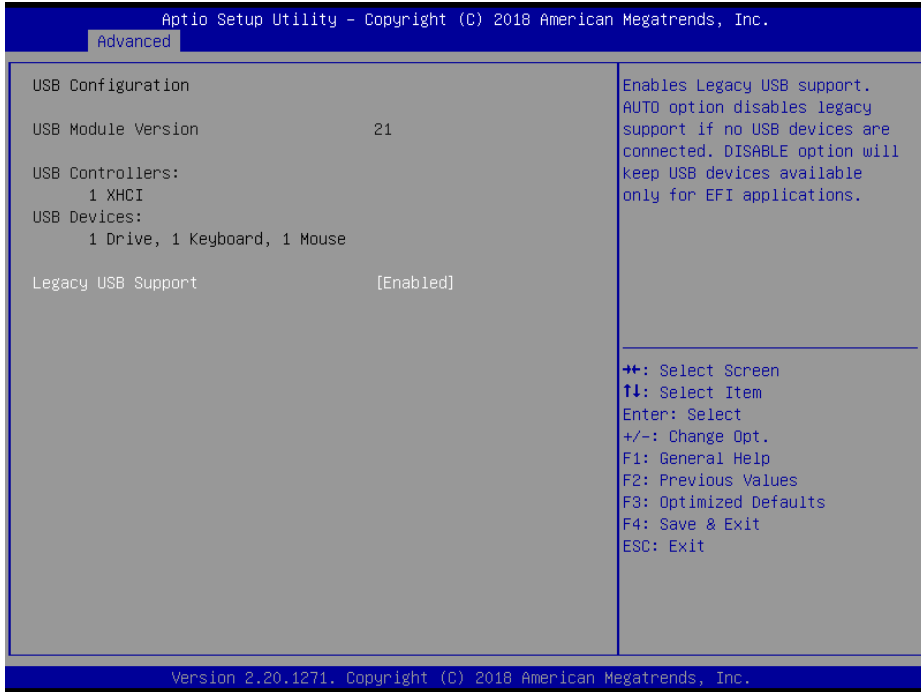 Aptio Setup Utility – Copyright (C) 2018 American Megatrends, Inc.
Advanced
USB Configuration
USB Module Version 21
USB Controllers:
1 XHCI
USB Devices:
1 Drive, 1 Keyboard, 1 Mouse
Legacy USB Support [Enabled]
Enables Legacy USB support.
AUTO option disables legacy
support if no USB devices are
connected. DISABLE option will
keep USB devices available
only for EFI applications.
→←: Select Screen
↑↓: Select Item
Enter: Select
+/-: Change Opt.
F1: General Help
F2: Previous Values
F3: Optimized Defaults
F4: Save & Exit
ESC: Exit
Version 2.20.1271. Copyright (C) 2018 American Megatrends, Inc.